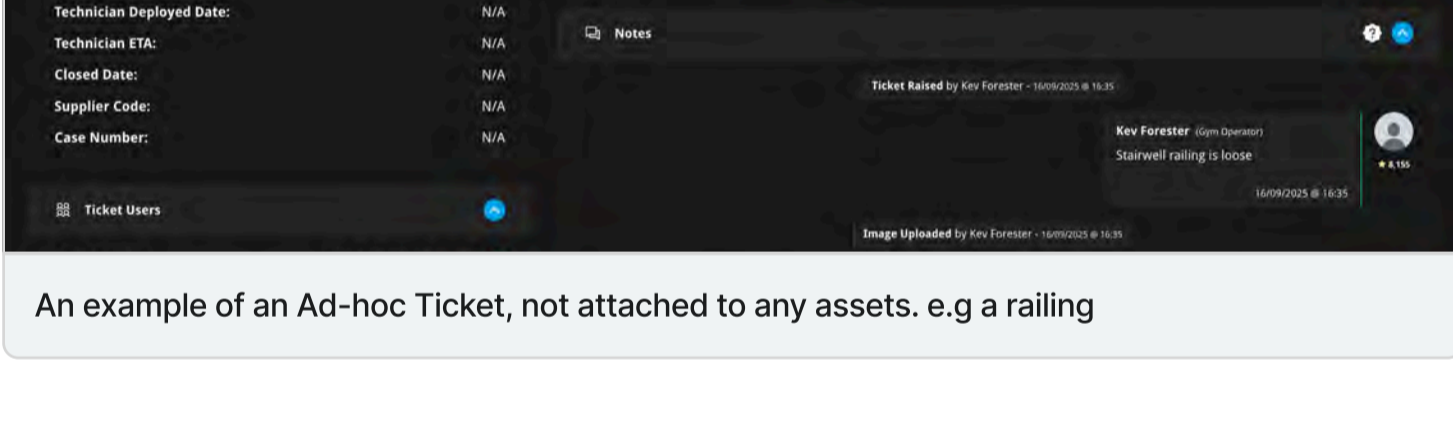 Technician Deployed Date: N/A
Technician ETA: N/A
Closed Date: N/A
Supplier Code: N/A
Case Number: N/A
Ticket Users
Notes
Ticket Raised by Kev Forester - 16/09/2025 @ 16:35
Kev Forester (Gym Operator)
Stairwell railing is loose
8,155
16/09/2025 @ 16:35
Image Uploaded by Kev Forester - 16/09/2025 @ 16:35
An example of an Ad-hoc Ticket, not attached to any assets. e.g a railing